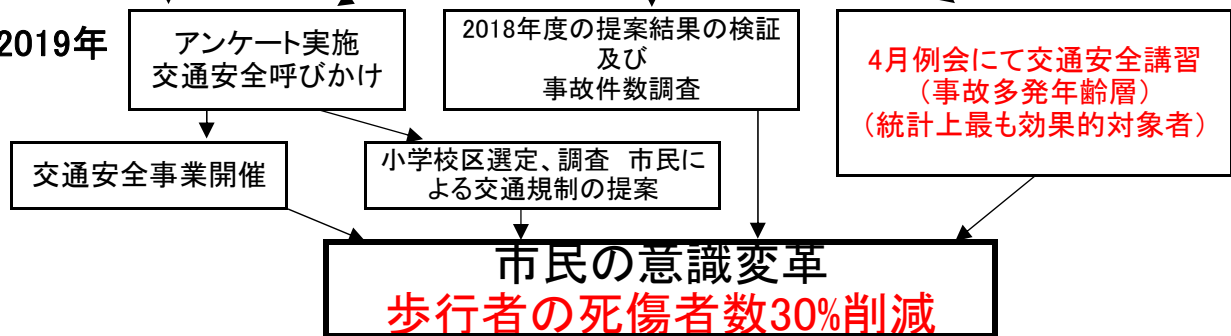 2019年
アンケート実施
交通安全呼びかけ
2018年度の提案結果の検証
及び
事故件数調査
4月例会にて交通安全講習
（事故多発年齢層）
（統計上最も効果的対象者）
交通安全事業開催
小学校区選定、調査　市民に
よる交通規制の提案
市民の意識変革
歩行者の死傷者数30%削減